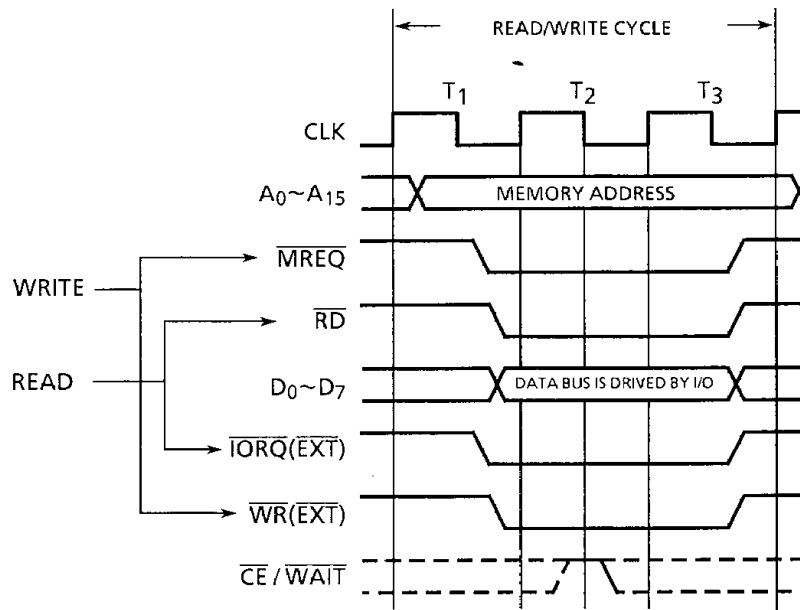 READ/WRITE CYCLE
T1 T2 T3
CLK
A0~A15 MEMORY ADDRESS
MREQ
WRITE
RD
READ
D0~D7 DATA BUS IS DRIVED BY I/O
IORQ(EXT)
WR(EXT)
CE / WAIT